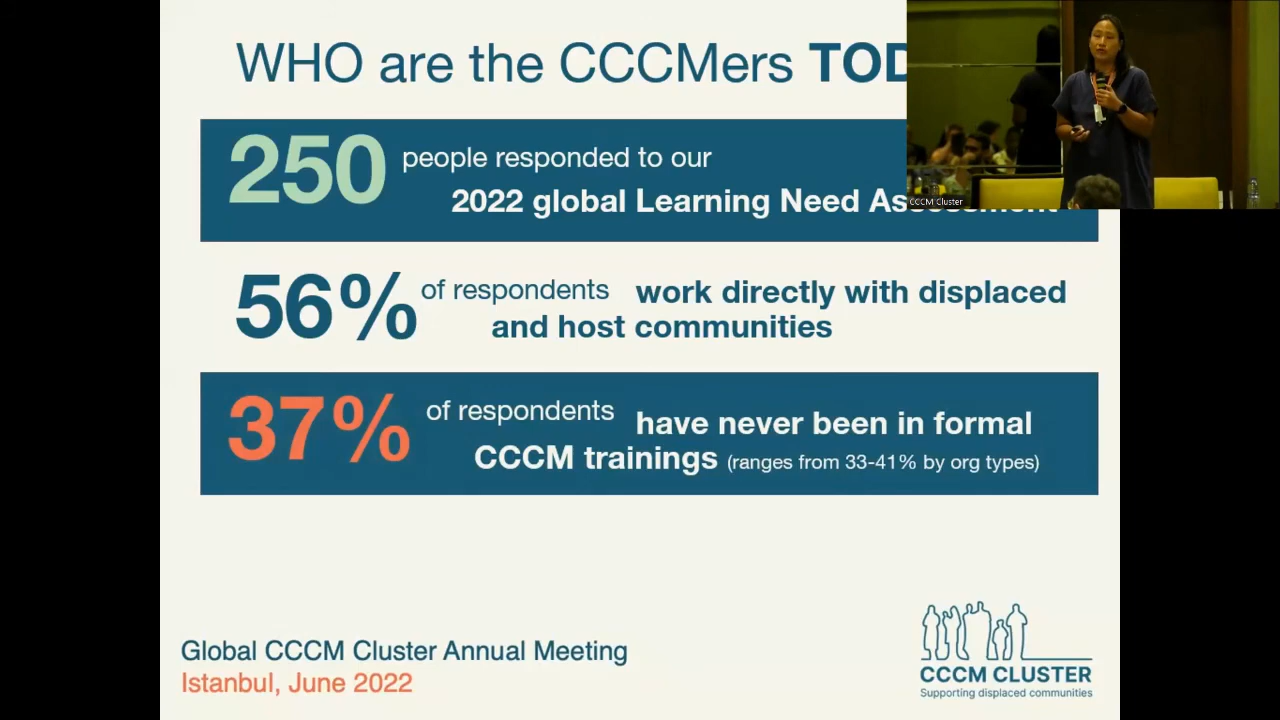 WHO are the CCCMers TOD
250 people responded to our
2022 global Learning Need Assessment
CCCM Cluster
56% of respondents work directly with displaced
and host communities
37% of respondents have never been in formal
CCCM trainings (ranges from 33-41% by org types)
Global CCCM Cluster Annual Meeting
Istanbul, June 2022
CCCM CLUSTER
Supporting displaced communities